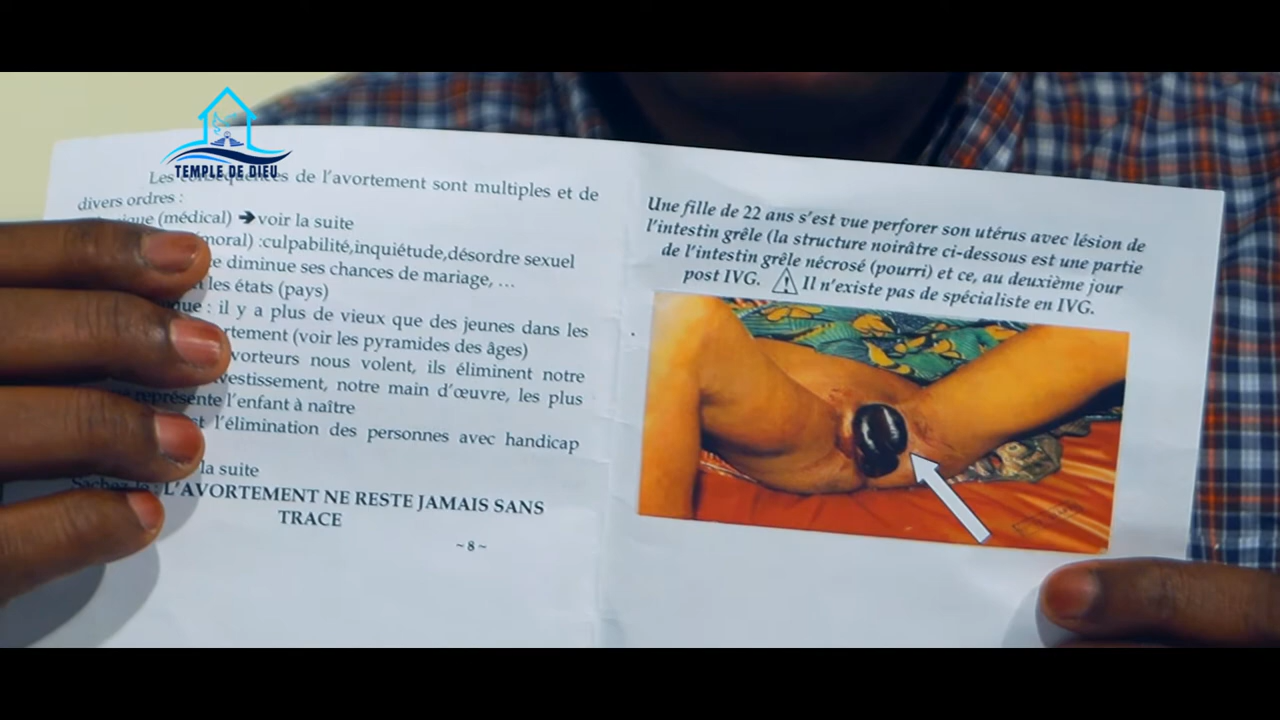 TEMPLE DE DIEU
Les conséquences de l'avortement sont multiples et de
divers ordres :
(médical) ➔voir la suite
(moral) :culpabilité,inquiétude,désordre sexuel
diminue ses chances de mariage, …
les états (pays)
: il y a plus de vieux que des jeunes dans les
(voir les pyramides des âges)
nous volent, ils éliminent notre
notre main d'œuvre, les plus
représente l'enfant à naître
l'élimination des personnes avec handicap
la suite
: L'AVORTEMENT NE RESTE JAMAIS SANS
TRACE
~8~
Une fille de 22 ans s'est vue perforer son utérus avec lésion de
l'intestin grêle (la structure noirâtre ci-dessous est une partie
de l'intestin grêle nécrosé (pourri) et ce, au deuxième jour
post IVG. ⚠ Il n'existe pas de spécialiste en IVG.